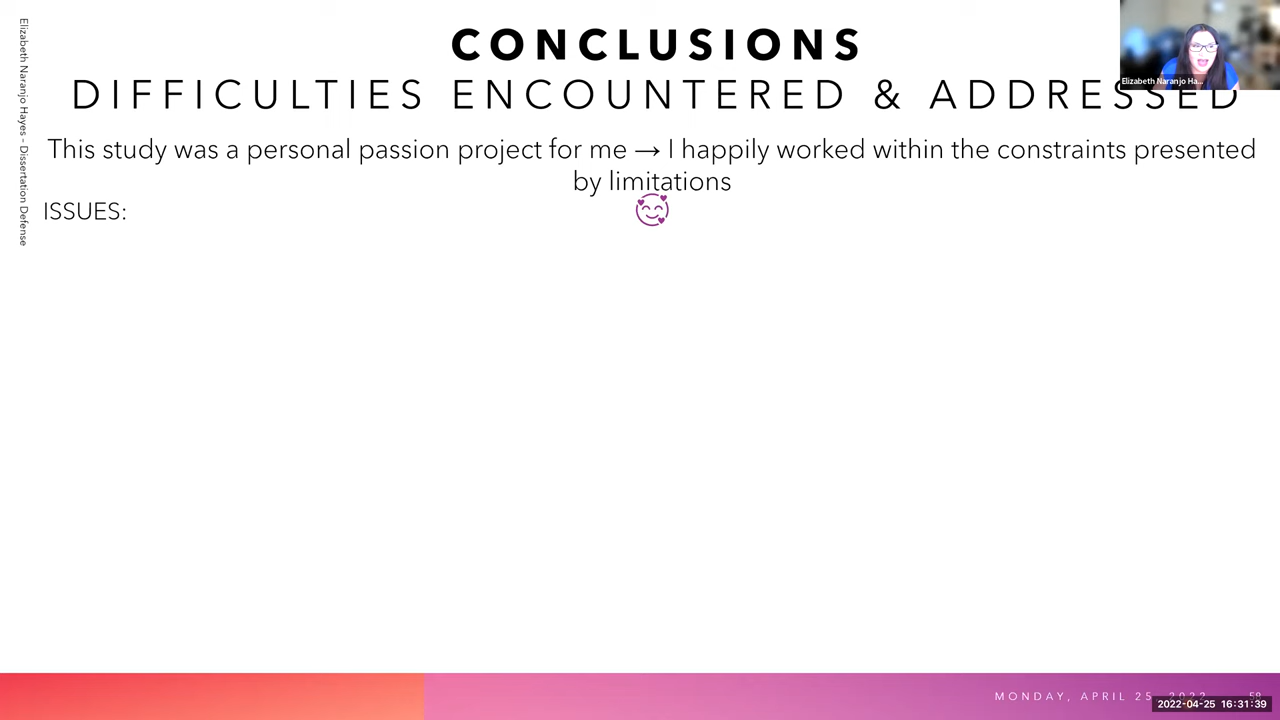 CONCLUSIONS
DIFFICULTIES ENCOUNTERED & ADDRESSED
Elizabeth Naranjo Ha...
Elizabeth Naranjo Hayes - Dissertation Defense
This study was a personal passion project for me → I happily worked within the constraints presented
by limitations
ISSUES:
MONDAY, APRIL 25, 2022
2022-04-25 16:31:39